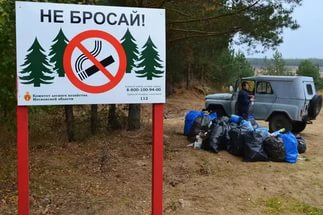 НЕ БРОСАЙ!
8-800-100-94-00
Комитет лесного хозяйства
Московской области
112